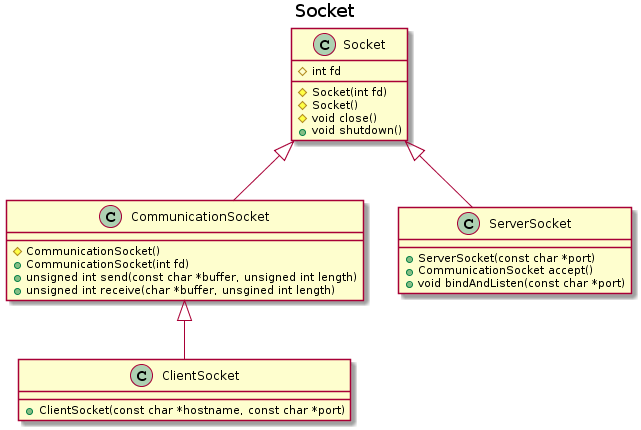 Socket
C Socket
int fd
Socket(int fd)
Socket()
void close()
void shutdown()
C CommunicationSocket
CommunicationSocket()
CommunicationSocket(int fd)
unsigned int send(const char *buffer, unsigned int length)
unsigned int receive(char *buffer, unsgined int length)
C ServerSocket
ServerSocket(const char *port)
CommunicationSocket accept()
void bindAndListen(const char *port)
C ClientSocket
ClientSocket(const char *hostname, const char *port)